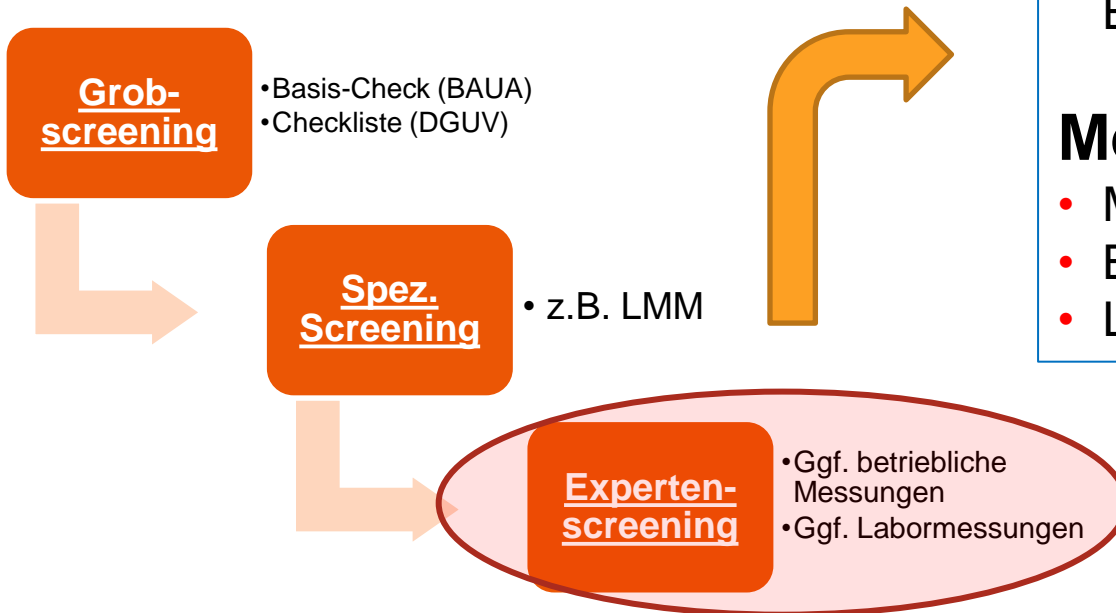 Grob-
screening
•Basis-Check (BAUA)
•Checkliste (DGUV)
Spez.
Screening
• z.B. LMM
Experten-
screening
•Ggf. betriebliche
Messungen
•Ggf. Labormessungen